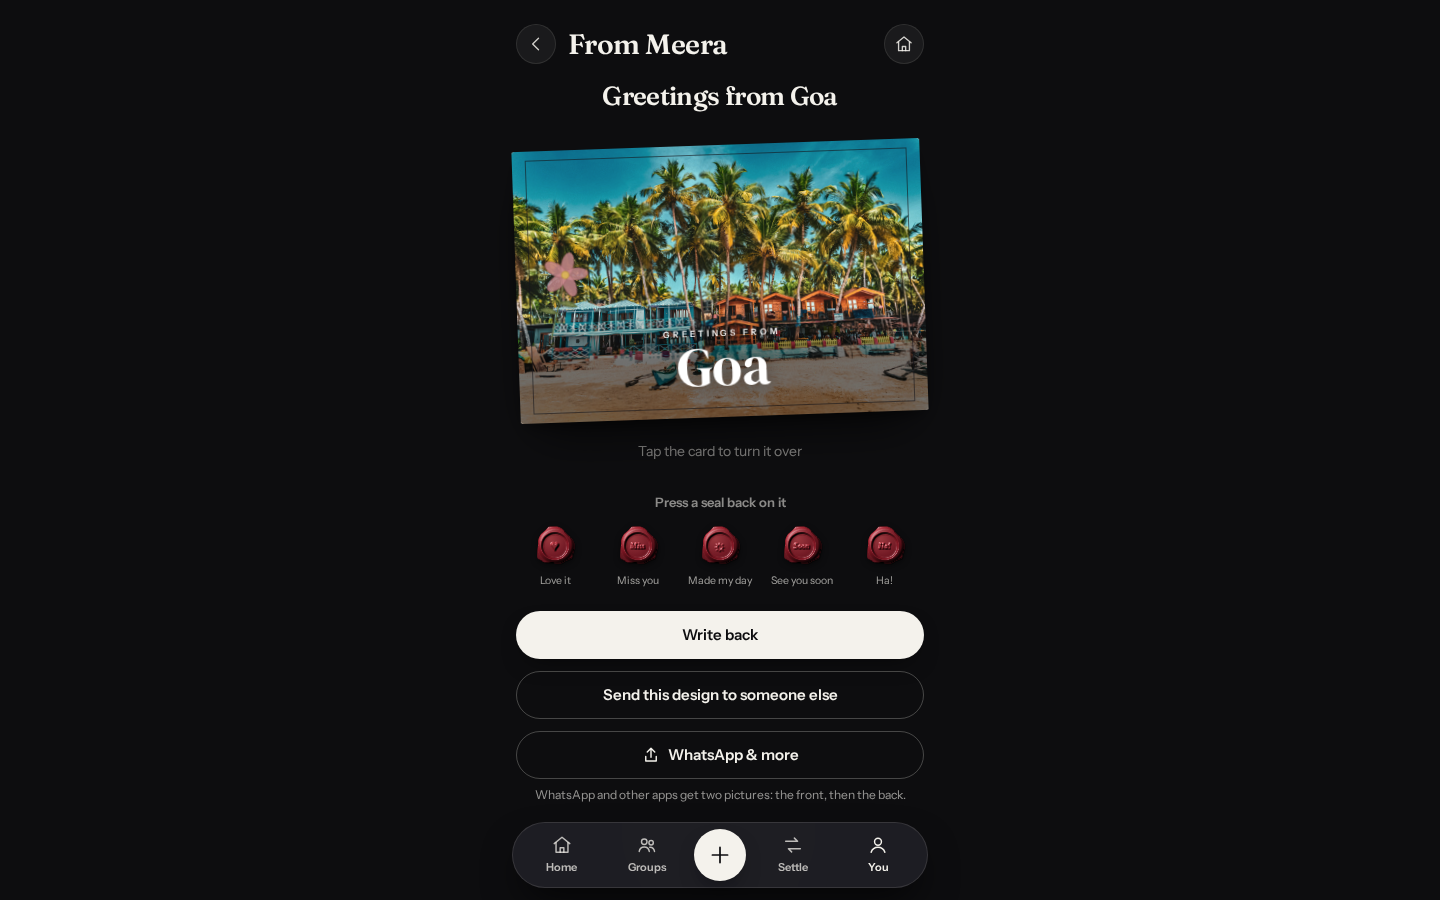 From Meera
Greetings from Goa
GREETINGS FROM
Goa
Tap the card to turn it over
Press a seal back on it
Miss
Soon
Ha!
Love it
Miss you
Made my day
See you soon
Ha!
Write back
Send this design to someone else
WhatsApp & more
WhatsApp and other apps get two pictures: the front, then the back.
Home
Groups
Settle
You